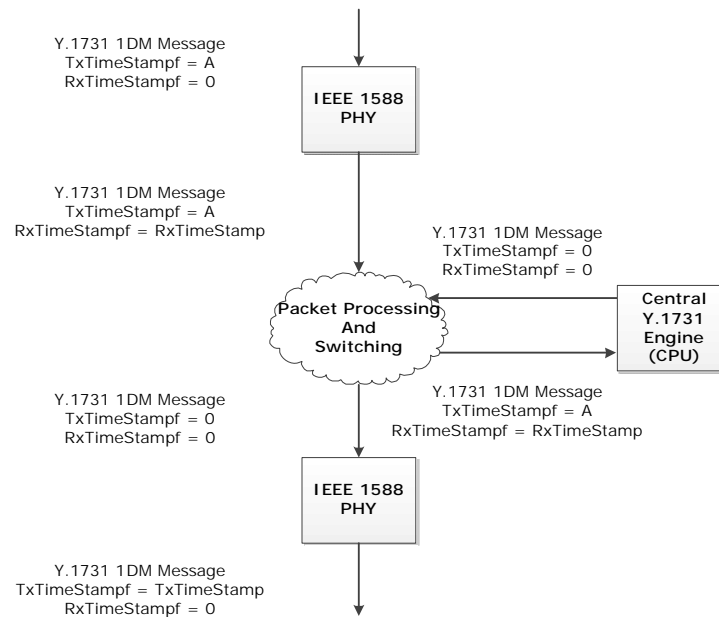 Y.1731 1DM Message
TxTimeStampf = A
RxTimeStampf = 0
IEEE 1588
PHY
Y.1731 1DM Message
TxTimeStampf = A
RxTimeStampf = RxTimeStamp
Y.1731 1DM Message
TxTimeStampf = 0
RxTimeStampf = 0
Packet Processing
And
Switching
Central
Y.1731
Engine
(CPU)
Y.1731 1DM Message
TxTimeStampf = 0
RxTimeStampf = 0
Y.1731 1DM Message
TxTimeStampf = A
RxTimeStampf = RxTimeStamp
IEEE 1588
PHY
Y.1731 1DM Message
TxTimeStampf = TxTimeStamp
RxTimeStampf = 0